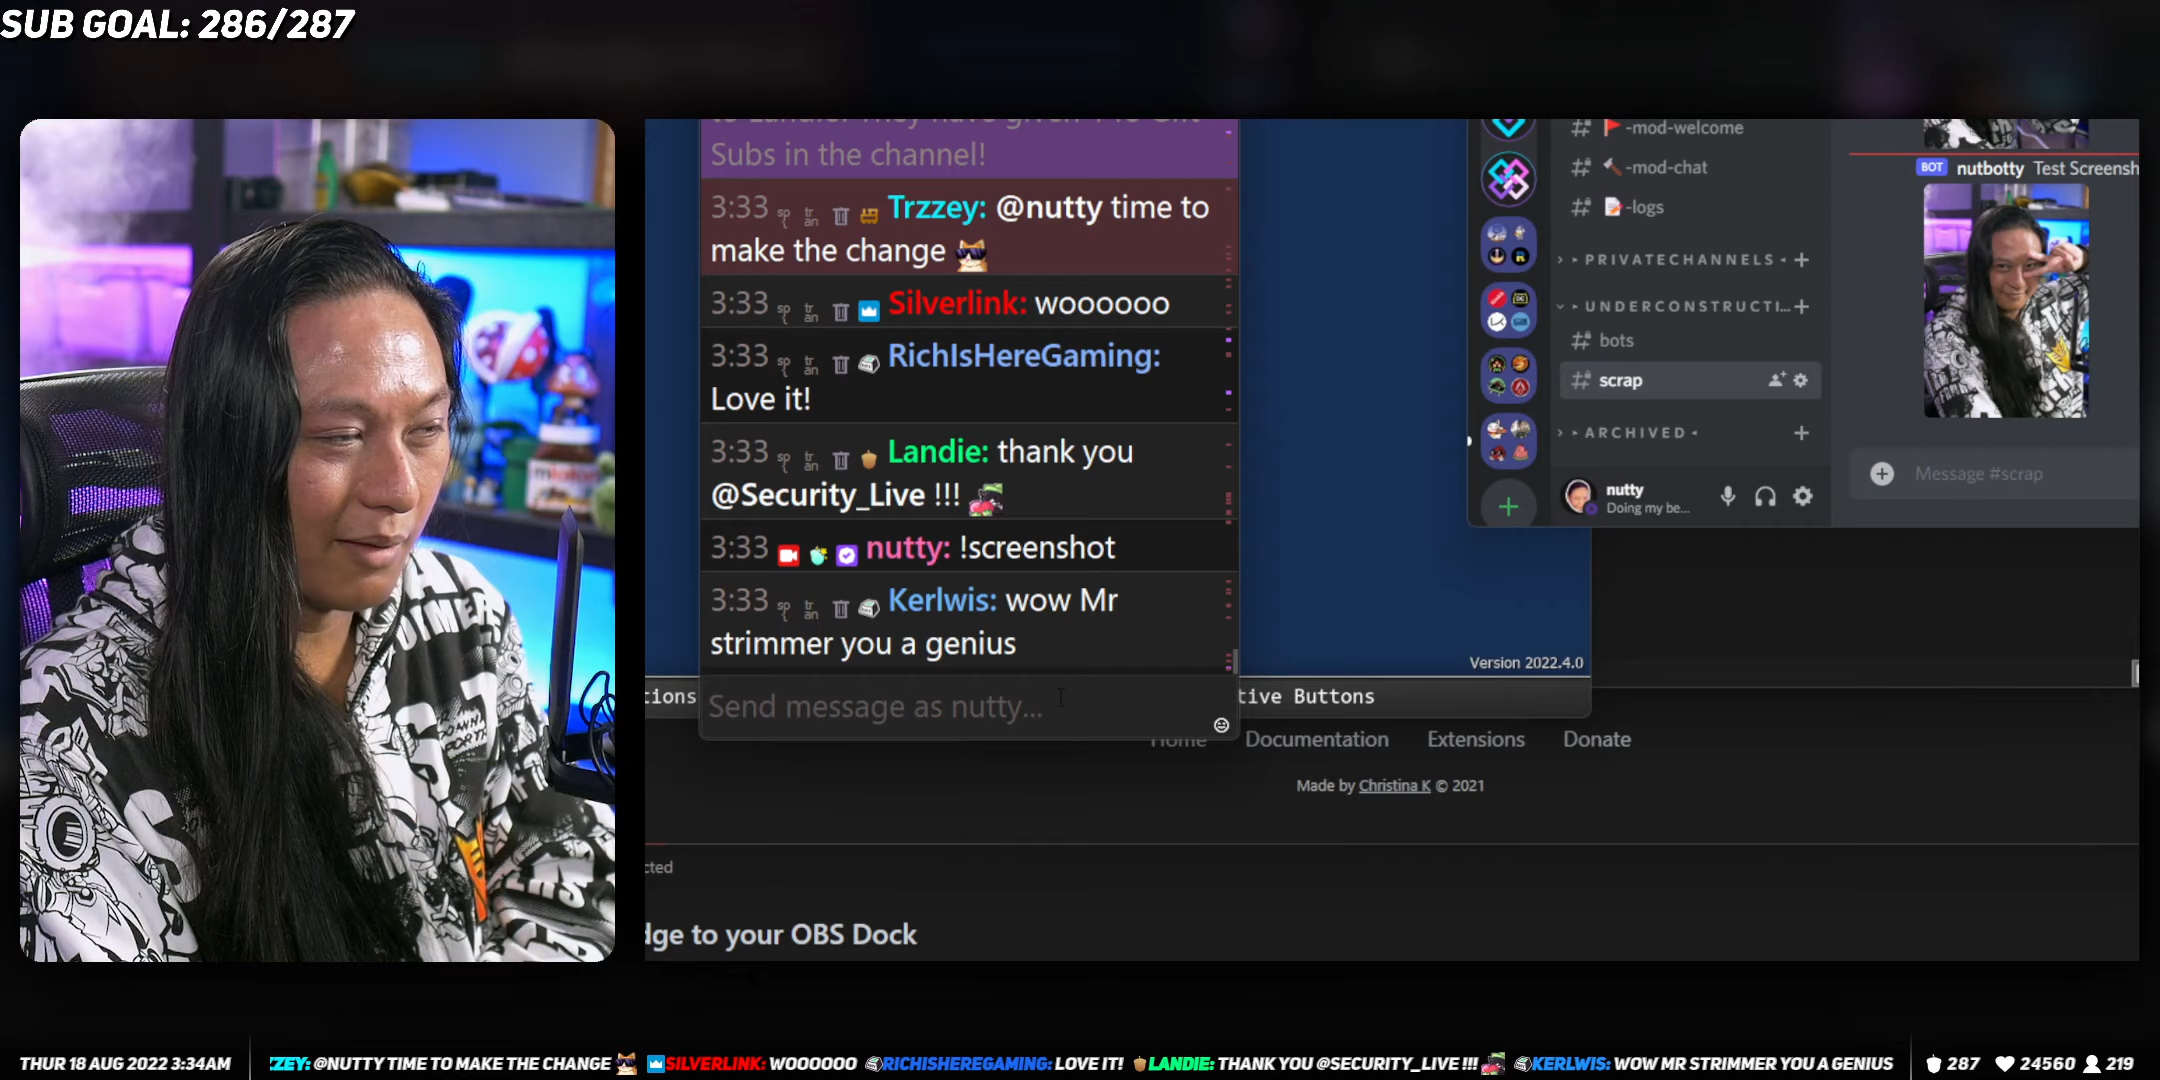 SUB GOAL: 286/287
Subs in the channel!
3:33 Trzzey: @nutty time to
make the change
3:33 Silverlink: woooooo
3:33 RichIsHereGaming:
Love it!
3:33 Landie: thank you
@Security_Live !!!
3:33 nutty: !screenshot
3:33 Kerlwis: wow Mr
strimmer you a genius
Send message as nutty...
-mod-welcome
-mod-chat
-logs
PRIVATECHANNELS
UNDERCONSTRUCTI...
bots
scrap
ARCHIVED
nutty
Doing my be...
BOT nutbotty Test Screensh
Message #scrap
Version 2022.4.0
tions
tive Buttons
Home Documentation Extensions Donate
Made by Christina K © 2021
cted
dge to your OBS Dock
THUR 18 AUG 2022 3:34AM ZEY: @NUTTY TIME TO MAKE THE CHANGE SILVERLINK: WOOOOOO RICHISHEREGAMING: LOVE IT! LANDIE: THANK YOU @SECURITY_LIVE !!! KERLWIS: WOW MR STRIMMER YOU A GENIUS 287 24560 219